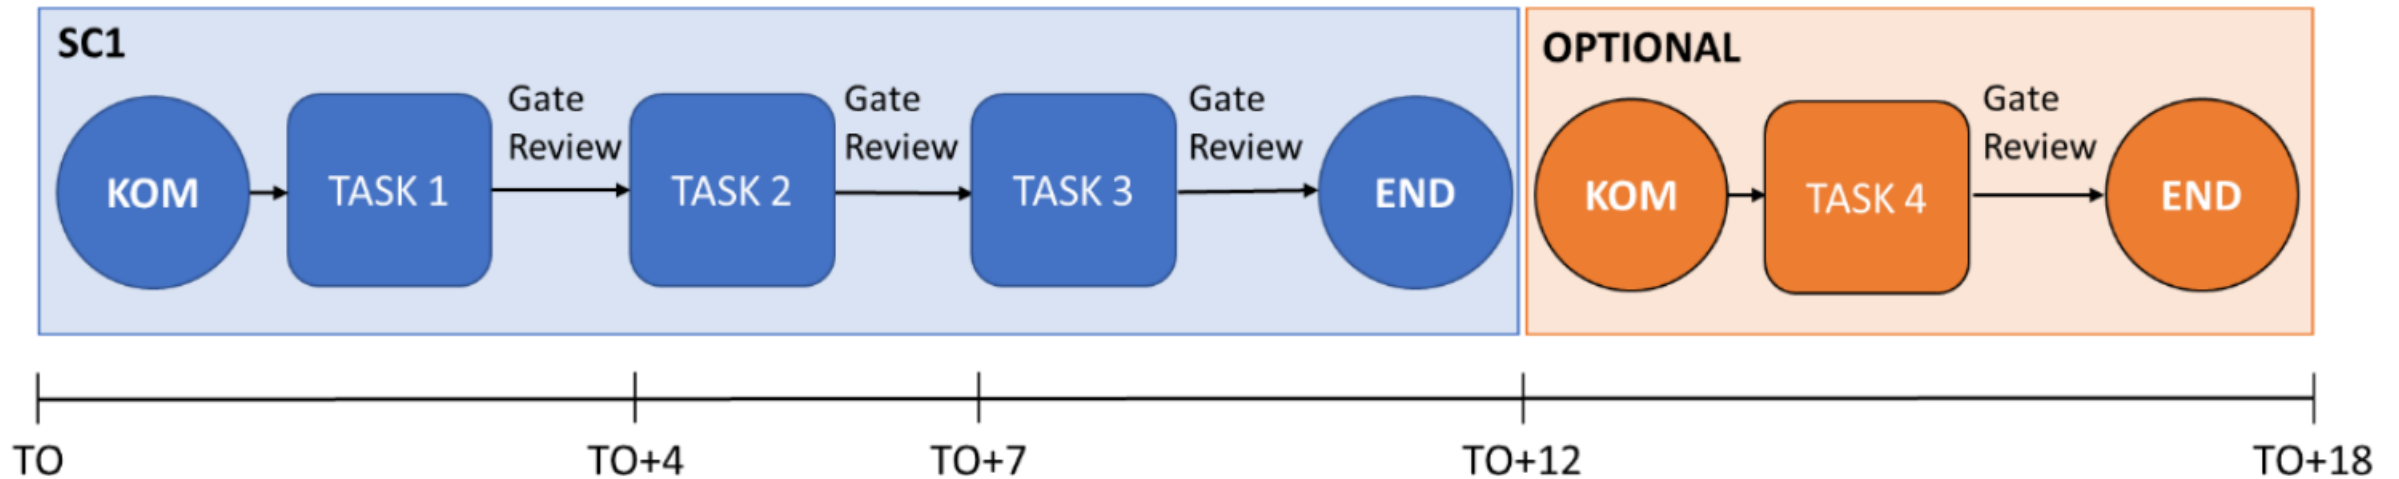 SC1
OPTIONAL
Gate
Review
Gate
Review
Gate
Review
Gate
Review
KOM
TASK 1
TASK 2
TASK 3
END
KOM
TASK 4
END
TO
TO+4
TO+7
TO+12
TO+18